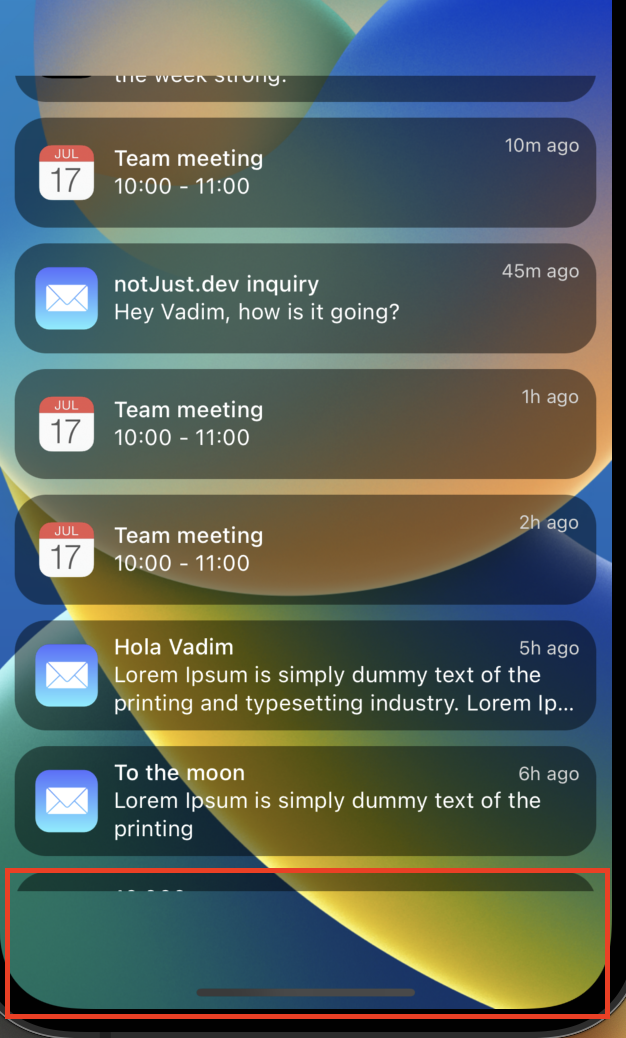 the week strong.
JUL
17
Team meeting
10m ago
10:00 - 11:00
notJust.dev inquiry
45m ago
Hey Vadim, how is it going?
JUL
17
Team meeting
1h ago
10:00 - 11:00
JUL
17
Team meeting
2h ago
10:00 - 11:00
Hola Vadim
5h ago
Lorem Ipsum is simply dummy text of the
printing and typesetting industry. Lorem Ip...
To the moon
6h ago
Lorem Ipsum is simply dummy text of the
printing